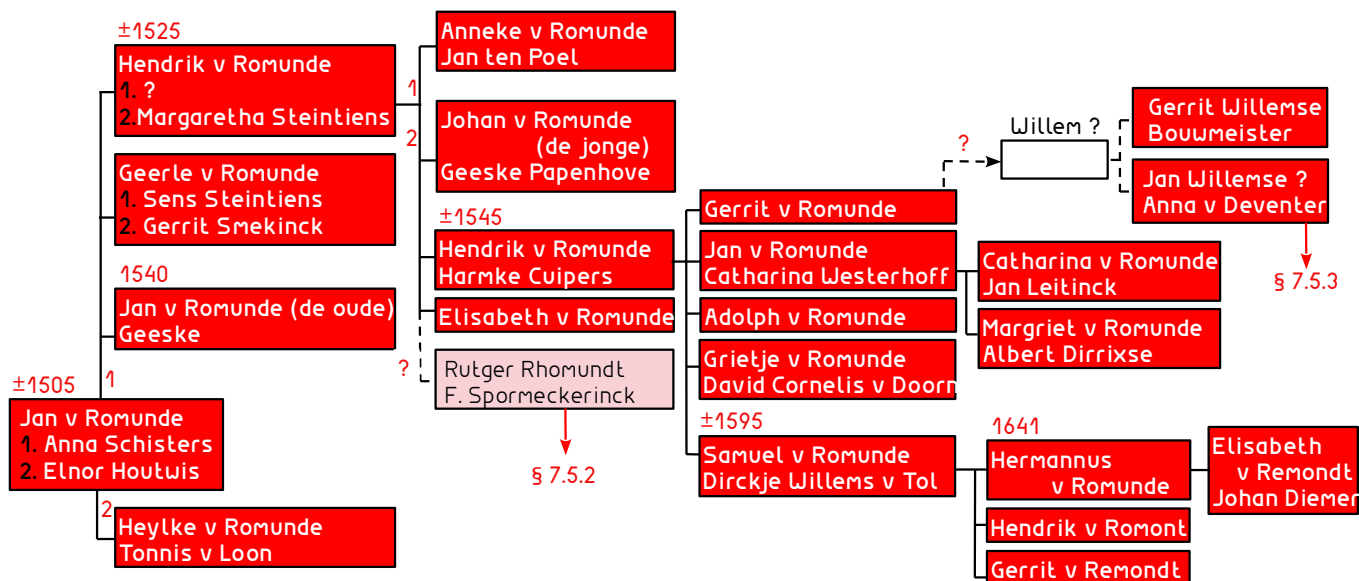 ±1525
Hendrik v Romunde
1. ?
2.Margaretha Steintiens
Geerle v Romunde
1. Sens Steintiens
2. Gerrit Smekinck
1540
Jan v Romunde (de oude)
Geeske
±1505
1
Jan v Romunde
1. Anna Schisters
2. Elnor Houtwis
2
Heylke v Romunde
Tonnis v Loon
1
2
Anneke v Romunde
Jan ten Poel
Johan v Romunde
(de jonge)
Geeske Papenhove
±1545
Hendrik v Romunde
Harmke Cuipers
Elisabeth v Romunde
?
Rutger Rhomundt
F. Spormeckerinck
§ 7.5.2
Gerrit v Romunde
Jan v Romunde
Catharina Westerhoff
Adolph v Romunde
Grietje v Romunde
David Cornelis v Doorn
±1595
Samuel v Romunde
Dirckje Willems v Tol
?
Willem ?
Gerrit Willemse
Bouwmeister
Jan Willemse ?
Anna v Deventer
§ 7.5.3
Catharina v Romunde
Jan Leitinck
Margriet v Romunde
Albert Dirrixse
1641
Hermannus
v Romunde
Hendrik v Romont
Gerrit v Remondt
Elisabeth
v Remondt
Johan Diemer